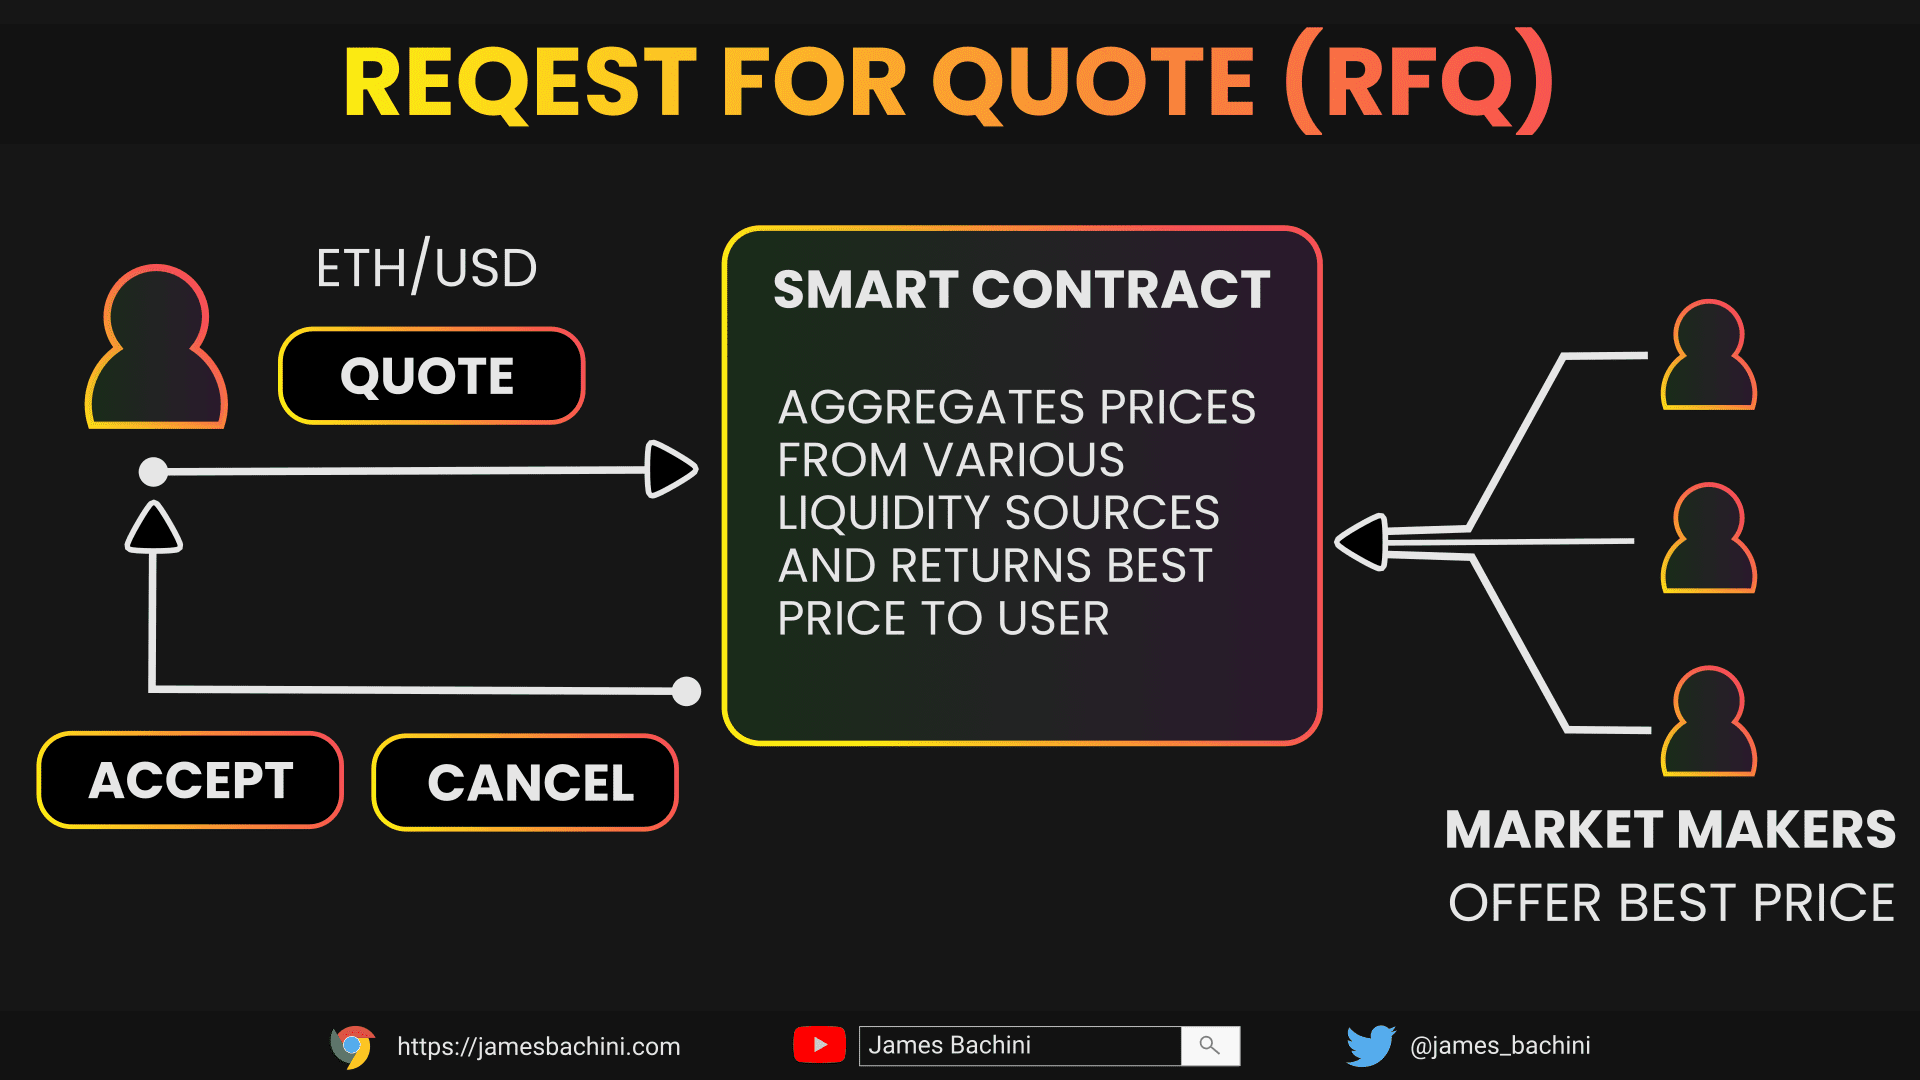 REQEST FOR QUOTE (RFQ)
ETH/USD
QUOTE
SMART CONTRACT
AGGREGATES PRICES
FROM VARIOUS
LIQUIDITY SOURCES
AND RETURNS BEST
PRICE TO USER
ACCEPT
CANCEL
MARKET MAKERS
OFFER BEST PRICE
https://jamesbachini.com
James Bachini
@james_bachini